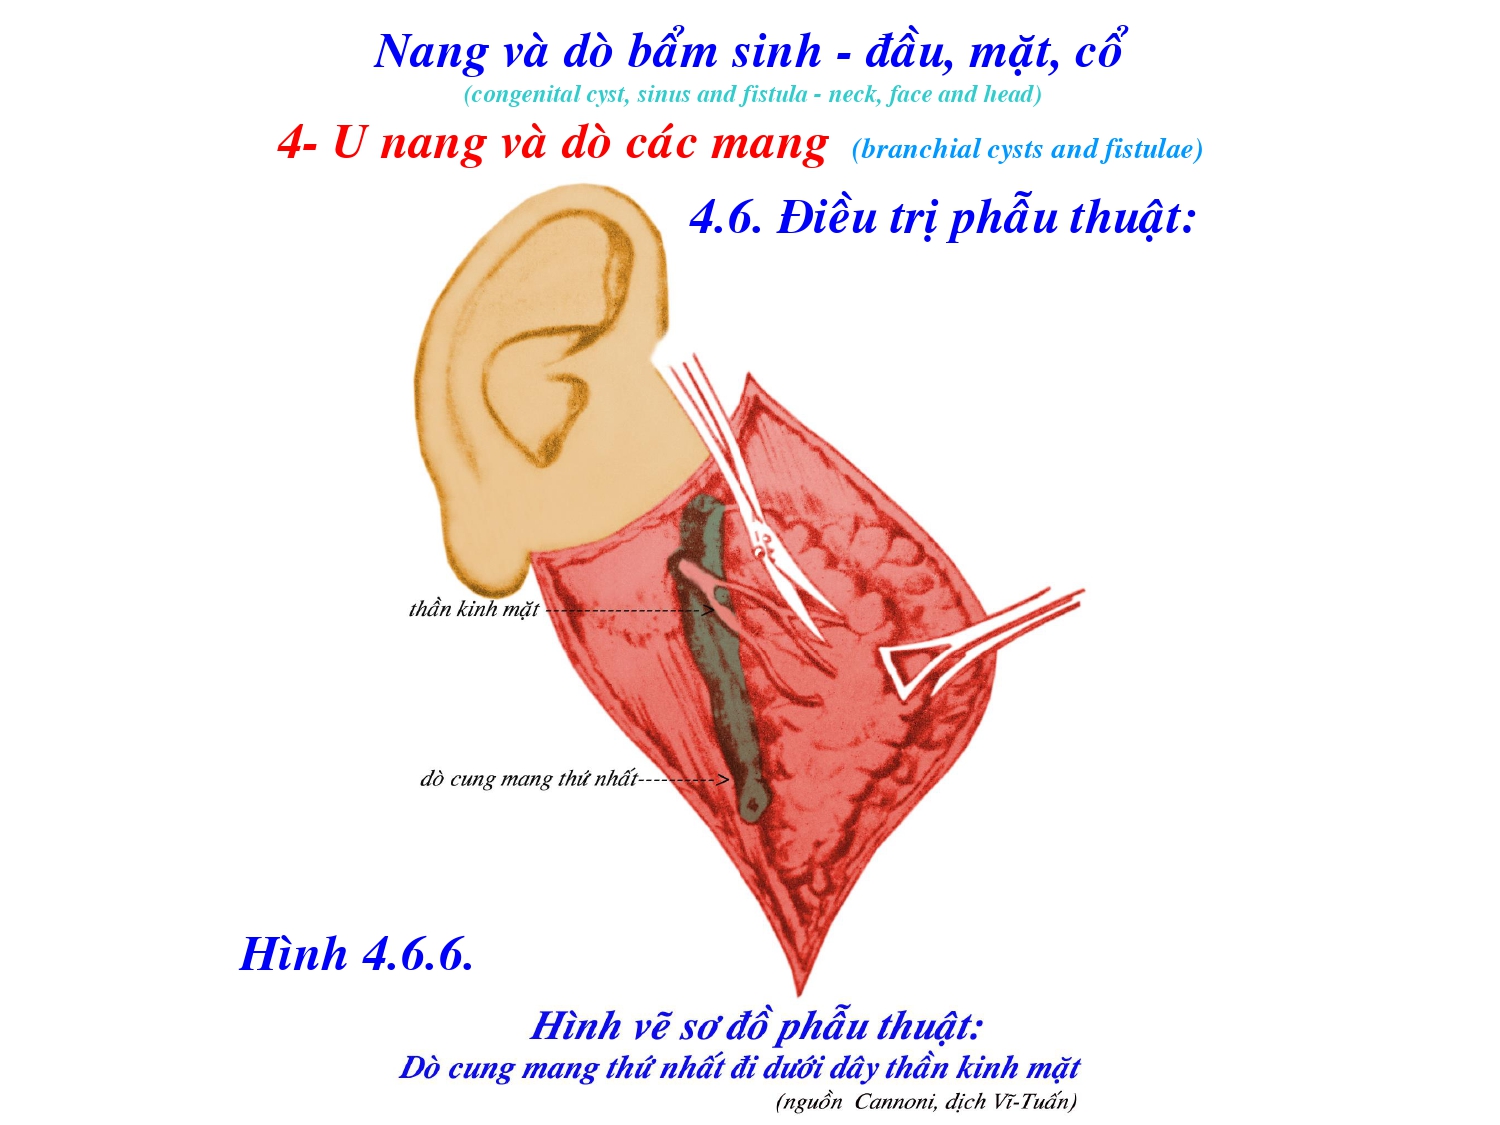 Nang và dò bẩm sinh - đầu, mặt, cổ
(congenital cyst, sinus and fistula - neck, face and head)
4- U nang và dò các mang (branchial cysts and fistulae)
4.6. Điều trị phẫu thuật:
thần kinh mặt -------------------->
dò cung mang thứ nhất---------->
Hình 4.6.6.
Hình vẽ sơ đồ phẫu thuật:
Dò cung mang thứ nhất đi dưới dây thần kinh mặt
(nguồn Cannoni, dịch Vĩ-Tuấn)